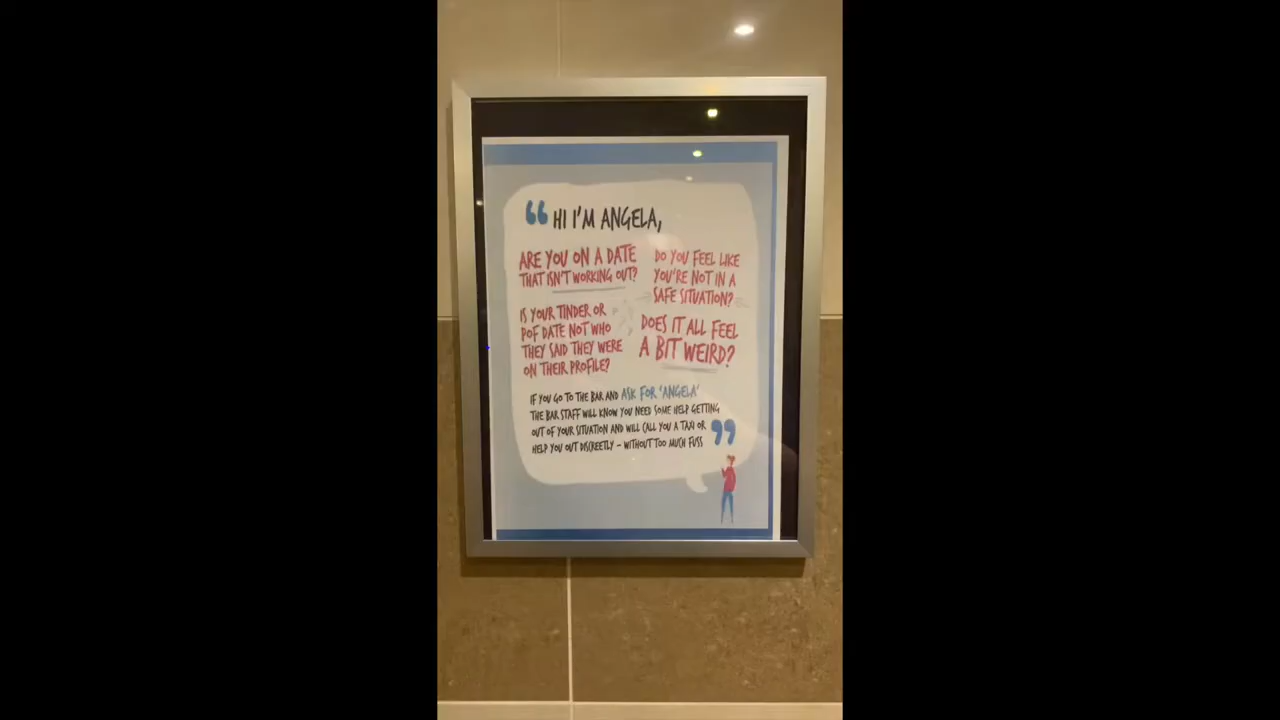 “ HI I'M ANGELA,
ARE YOU ON A DATE
THAT ISN'T WORKING OUT?
IS YOUR TINDER OR
POF DATE NOT WHO
THEY SAID THEY WERE
ON THEIR PROFILE?
DO YOU FEEL LIKE
YOU'RE NOT IN A
SAFE SITUATION?
DOES IT ALL FEEL
A BIT WEIRD?
IF YOU GO TO THE BAR AND ASK FOR 'ANGELA'
THE BAR STAFF WILL KNOW YOU NEED SOME HELP GETTING
OUT OF YOUR SITUATION AND WILL CALL YOU A TAXI OR
HELP YOU OUT DISCREETLY – WITHOUT TOO MUCH FUSS ”